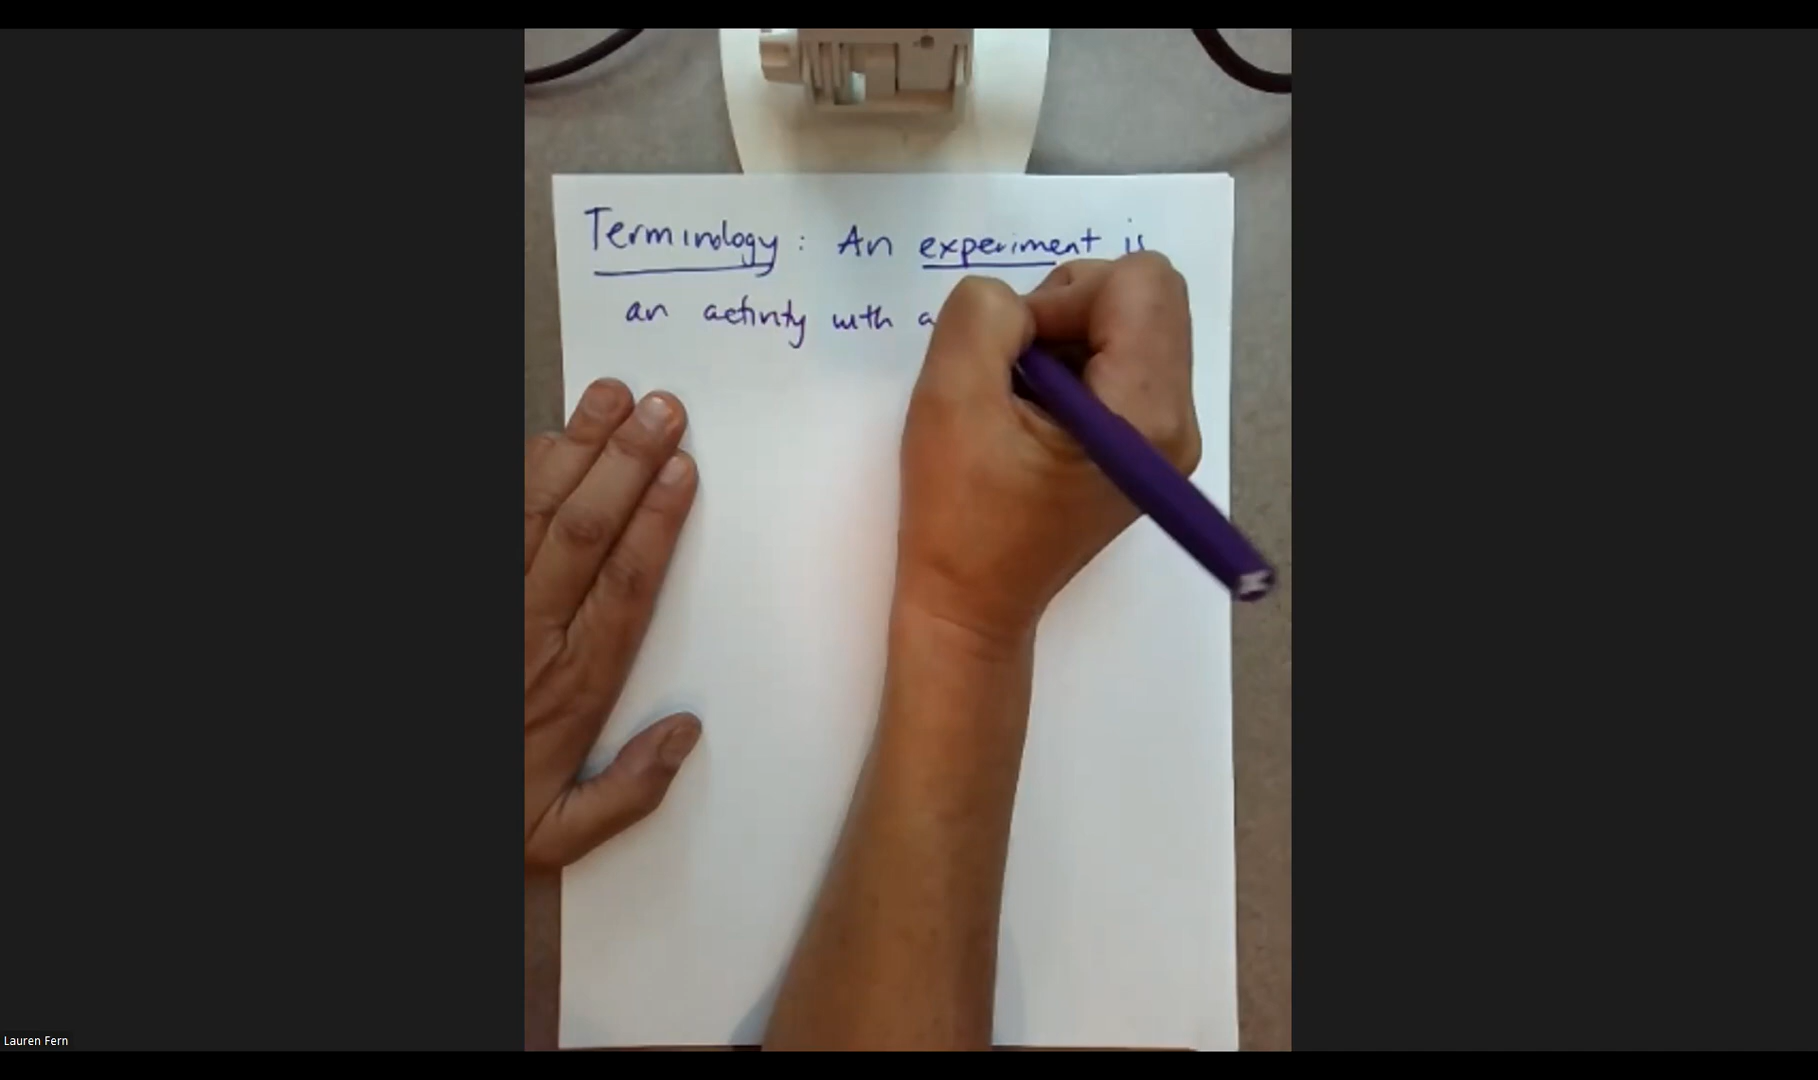 Terminology : An experiment is
an activity with a
Lauren Fern